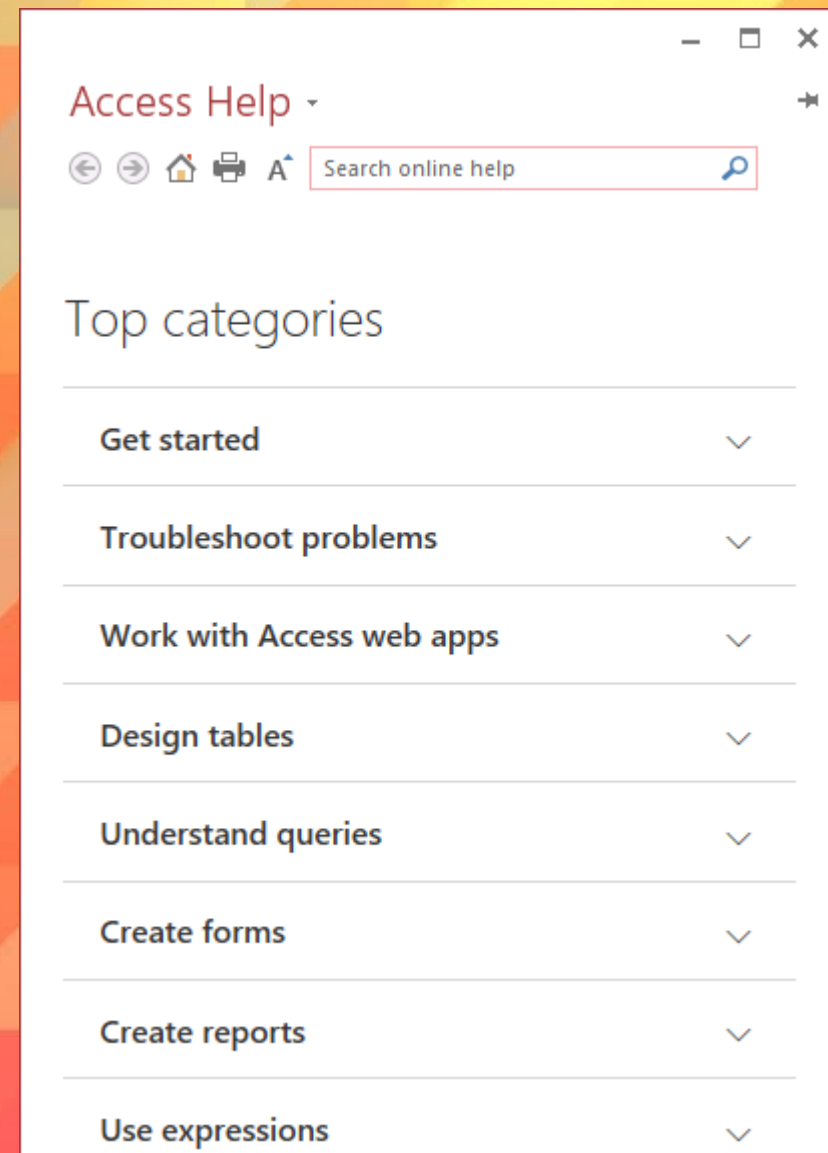 Access Help
A
Search online help
Top categories
Get started
Troubleshoot problems
Work with Access web apps
Design tables
Understand queries
Create forms
Create reports
Use expressions